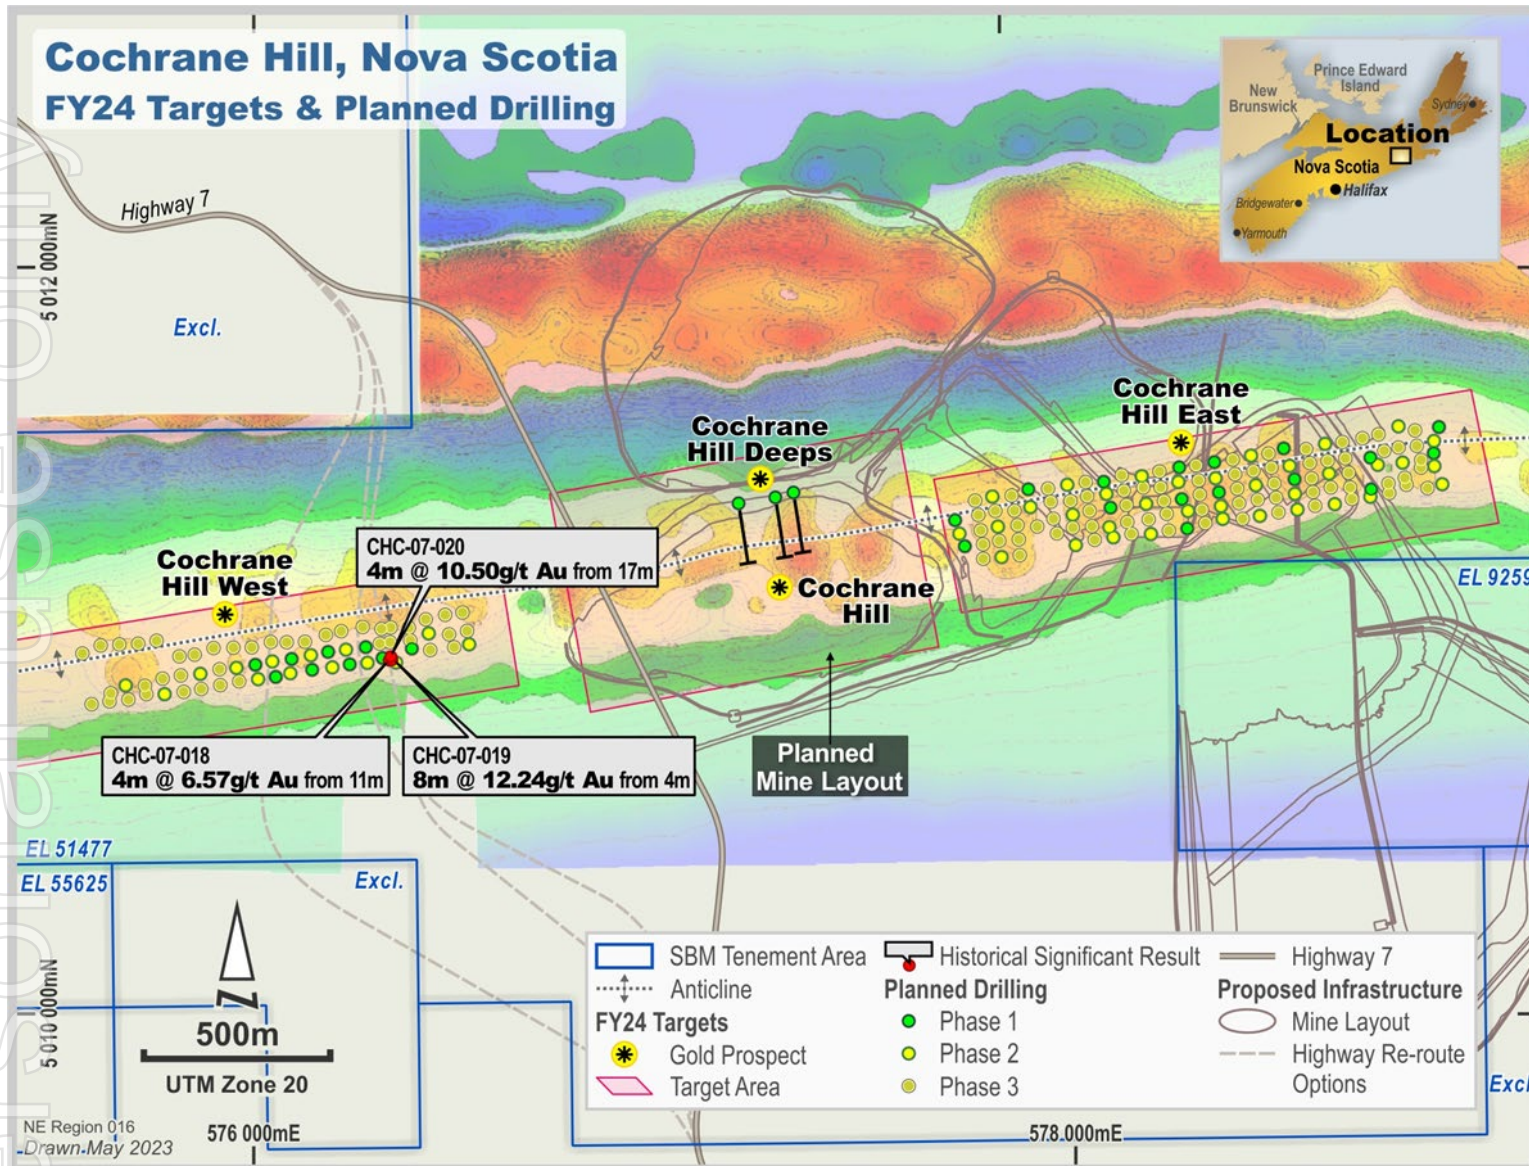 Cochrane Hill, Nova Scotia
FY24 Targets & Planned Drilling
Prince Edward
Island
New
Brunswick
Sydney
Location
Nova Scotia
Halifax
Bridgewater
Yarmouth
Highway 7
5 012 000mN
Excl.
Cochrane
Hill East
Cochrane
Hill Deeps
CHC-07-020
4m @ 10.50g/t Au from 17m
Cochrane
Hill West
Cochrane
Hill
EL 9259
CHC-07-018
4m @ 6.57g/t Au from 11m
CHC-07-019
8m @ 12.24g/t Au from 4m
Planned
Mine Layout
EL 51477
EL 55625
Excl.
5 010 000mN
N
500m
UTM Zone 20
SBM Tenement Area
Anticline
FY24 Targets
Gold Prospect
Target Area
Historical Significant Result
Planned Drilling
Phase 1
Phase 2
Phase 3
Highway 7
Proposed Infrastructure
Mine Layout
Highway Re-route
Options
Excl
NE Region 016
Drawn May 2023
576 000mE
578 000mE